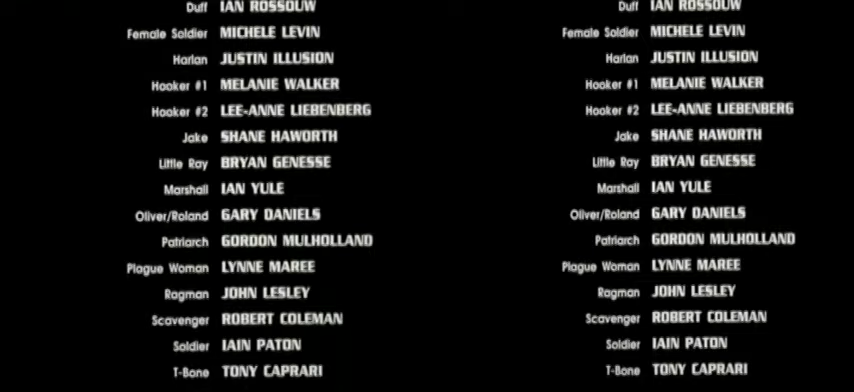 Duff IAN ROSSOUW
Female Soldier MICHELE LEVIN
Harlan JUSTIN ILLUSION
Hooker #1 MELANIE WALKER
Hooker #2 LEE-ANNE LIEBENBERG
Jake SHANE HAWORTH
Little Ray BRYAN GENESSE
Marshall IAN YULE
Oliver/Roland GARY DANIELS
Patriarch GORDON MULHOLLAND
Plague Woman LYNNE MAREE
Ragman JOHN LESLEY
Scavenger ROBERT COLEMAN
Soldier IAIN PATON
T-Bone TONY CAPRARI
Duff IAN ROSSOUW
Female Soldier MICHELE LEVIN
Harlan JUSTIN ILLUSION
Hooker #1 MELANIE WALKER
Hooker #2 LEE-ANNE LIEBENBERG
Jake SHANE HAWORTH
Little Ray BRYAN GENESSE
Marshall IAN YULE
Oliver/Roland GARY DANIELS
Patriarch GORDON MULHOLLAND
Plague Woman LYNNE MAREE
Ragman JOHN LESLEY
Scavenger ROBERT COLEMAN
Soldier IAIN PATON
T-Bone TONY CAPRARI